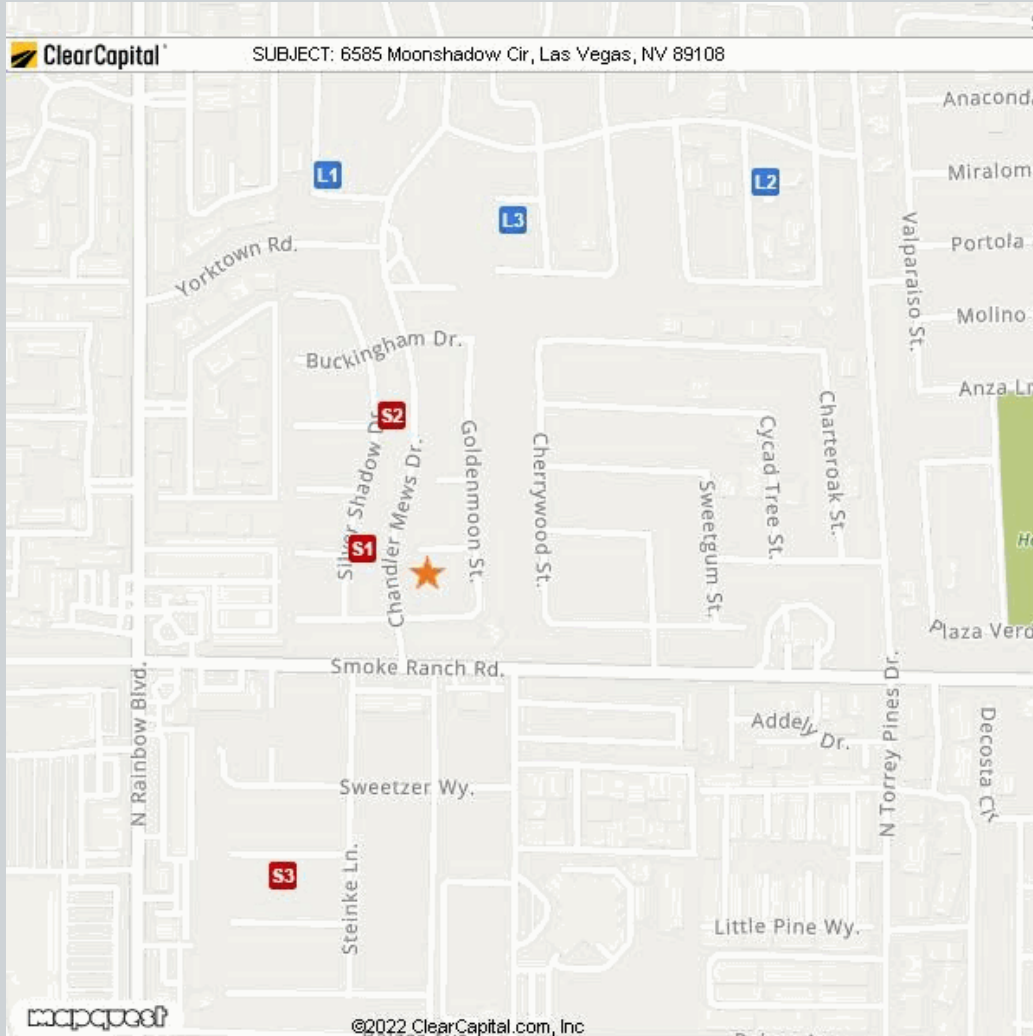 ClearCapital
SUBJECT: 6585 Moonshadow Cir, Las Vegas, NV 89108
Anacond
Miralom
L1
L2
L3
Valparaiso St.
Portola
Yorktown Rd.
Molino
Buckingham Dr.
Anza Ln
S2
Silver Shadow Dr.
Chandler Mews Dr.
Goldenmoon St.
Cherrywood St.
Sweetgum St.
Cycad Tree St.
Charteroak St.
S1
Plaza Verd
Smoke Ranch Rd.
N Rainbow Blvd.
N Torrey Pines Dr.
Addely Dr.
Decosta Cir
Sweetzer Wy.
S3
Steinke Ln.
Little Pine Wy.
mapquest
©2022 ClearCapital.com, Inc